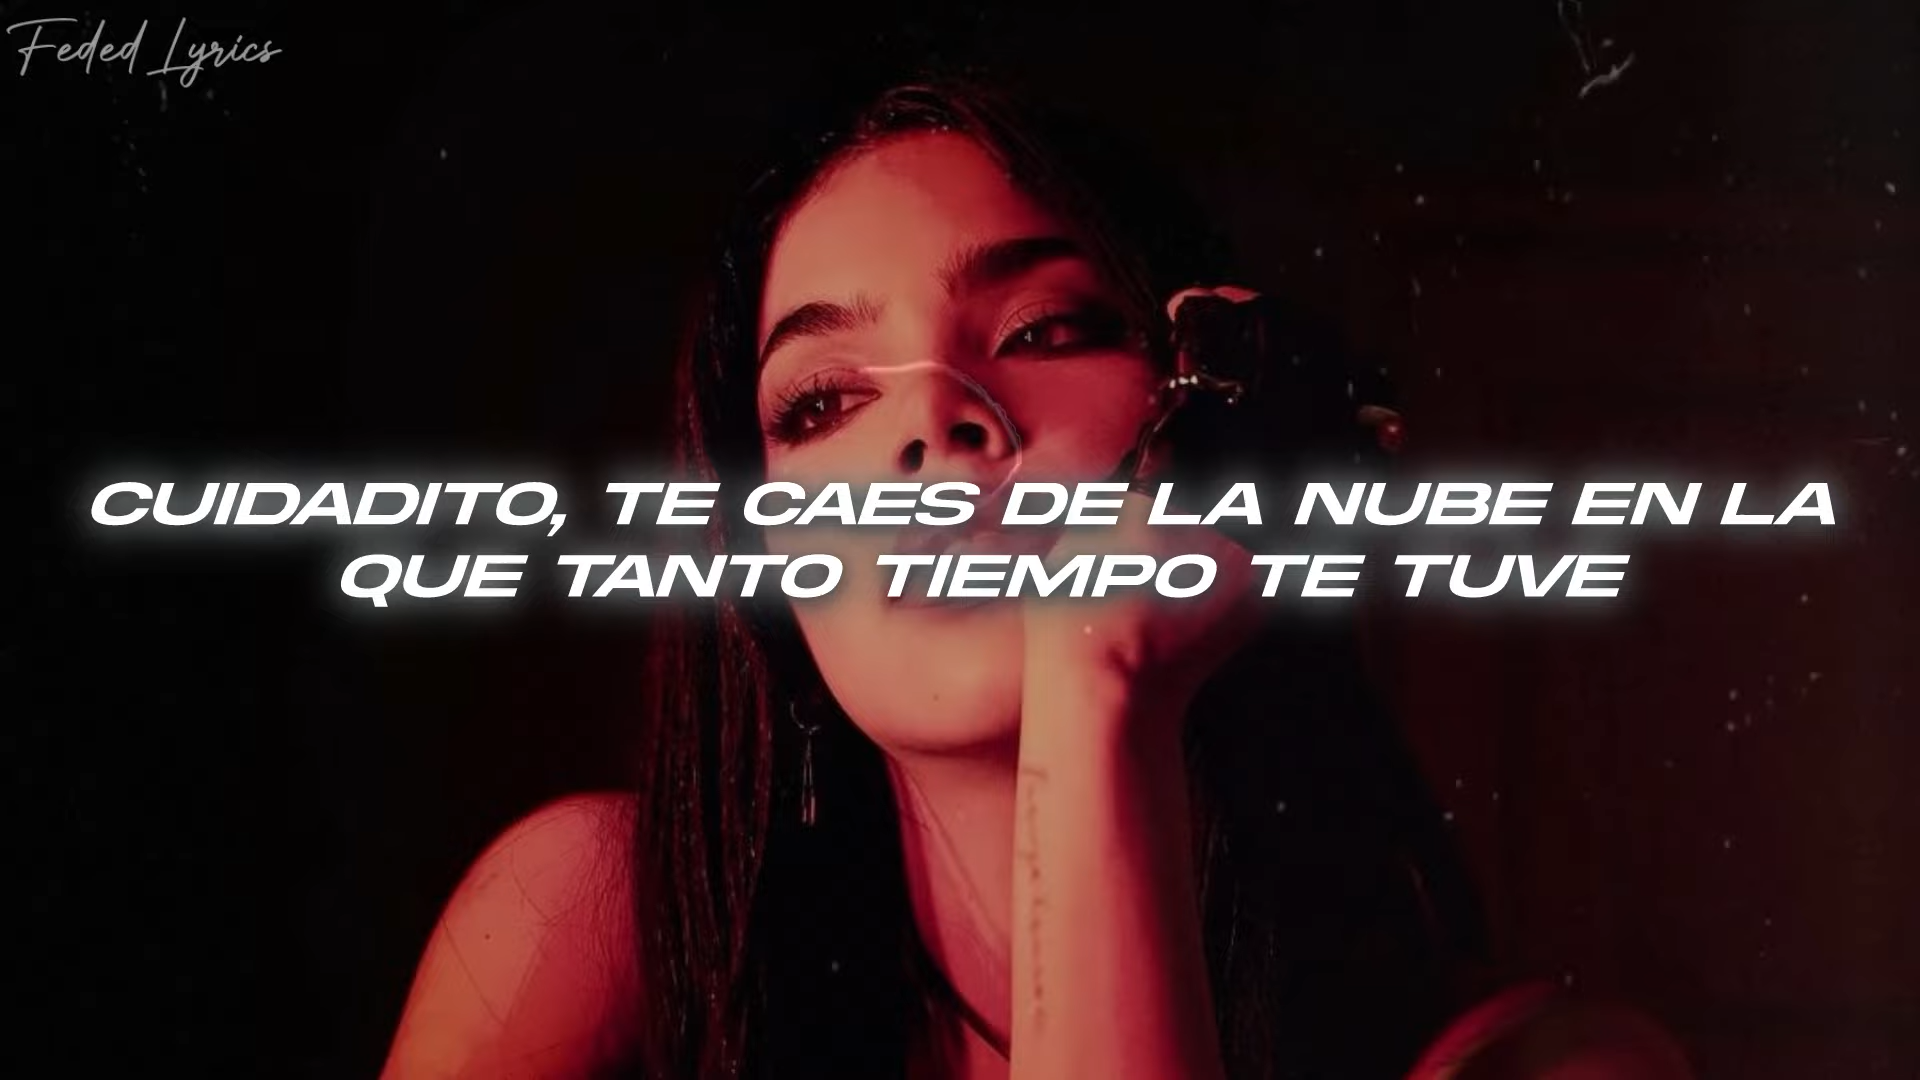 Feded Lyrics
CUIDADITO, TE CAES DE LA NUBE EN LA
QUE TANTO TIEMPO TE TUVE